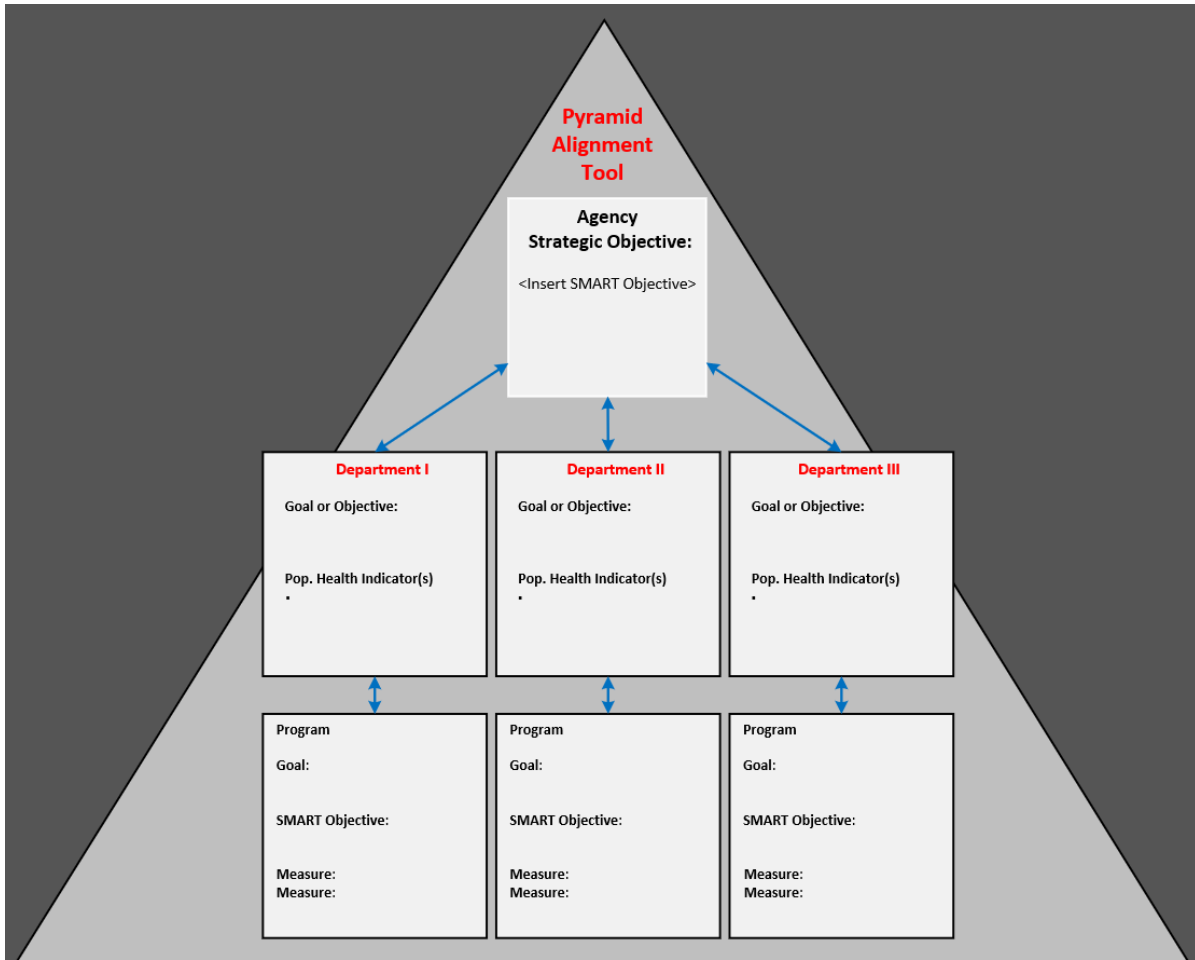 Pyramid
Alignment
Tool
Agency
Strategic Objective:
<Insert SMART Objective>
Department I
Goal or Objective:
Pop. Health Indicator(s)
▪
Department II
Goal or Objective:
Pop. Health Indicator(s)
▪
Department III
Goal or Objective:
Pop. Health Indicator(s)
▪
Program
Goal:
SMART Objective:
Measure:
Measure:
Program
Goal:
SMART Objective:
Measure:
Measure:
Program
Goal:
SMART Objective:
Measure:
Measure: